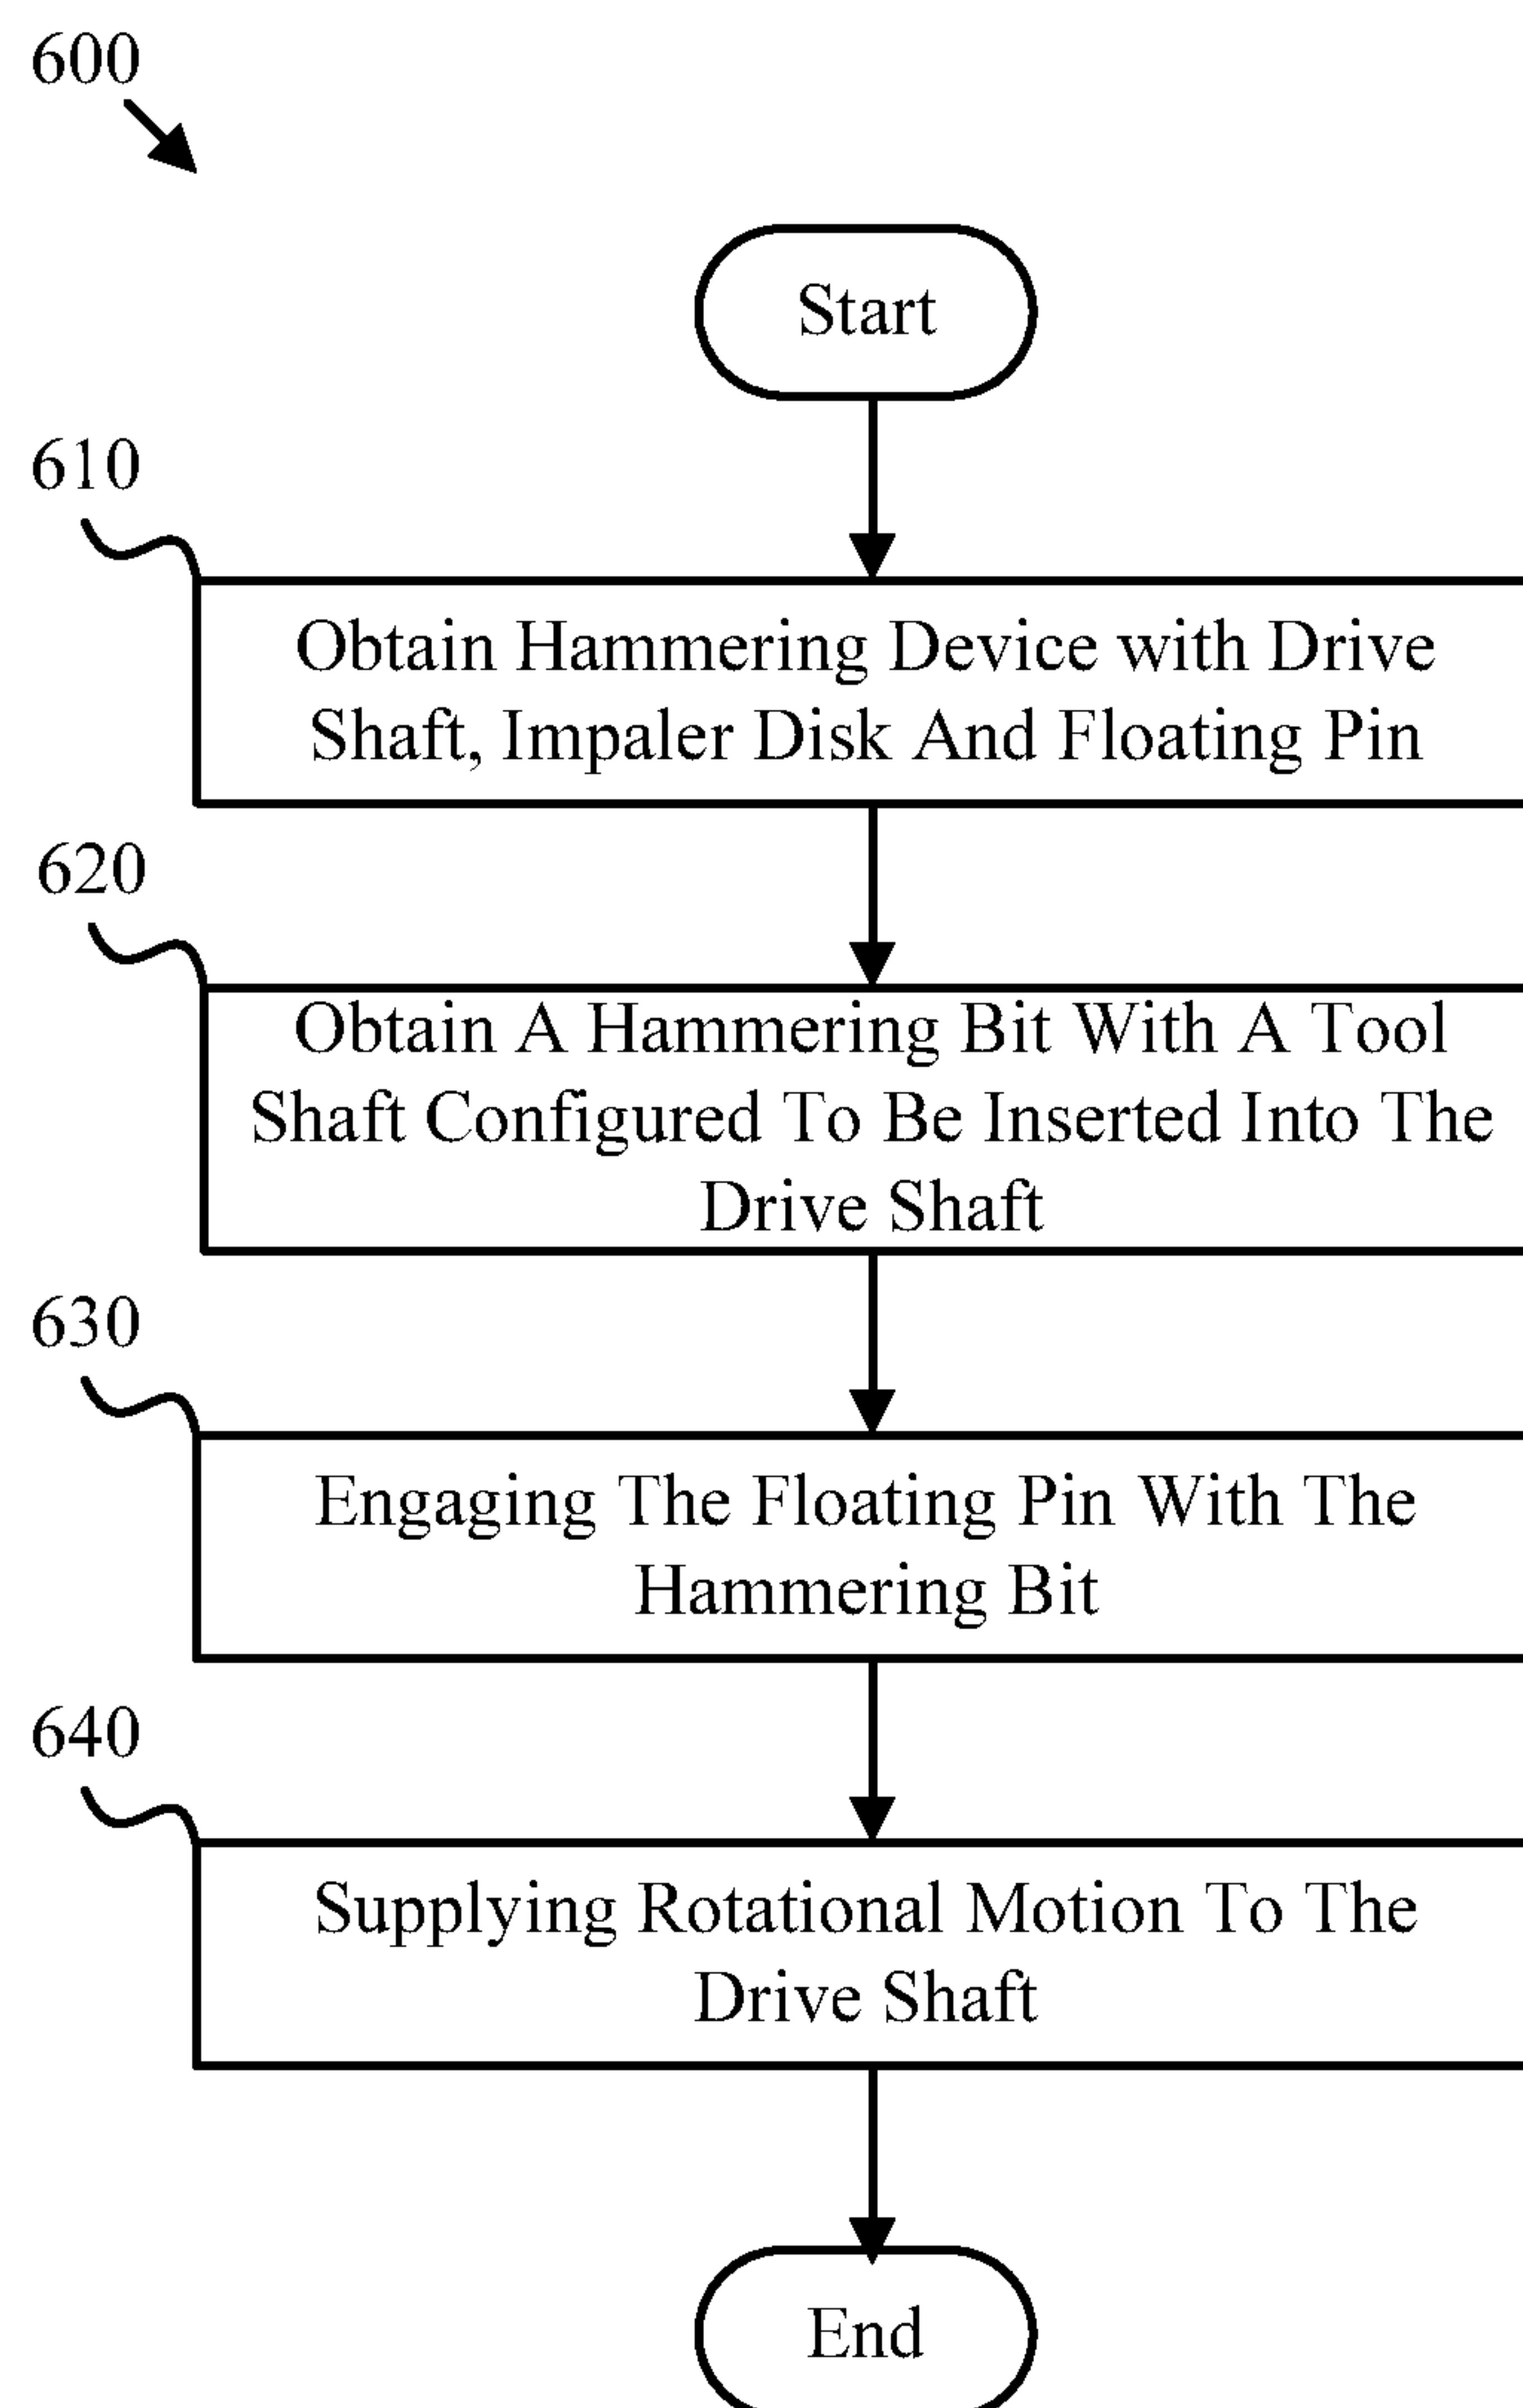 600
Start
610
Obtain Hammering Device with Drive
Shaft, Impaler Disk And Floating Pin
620
Obtain A Hammering Bit With A Tool
Shaft Configured To Be Inserted Into The
Drive Shaft
630
Engaging The Floating Pin With The
Hammering Bit
640
Supplying Rotational Motion To The
Drive Shaft
End